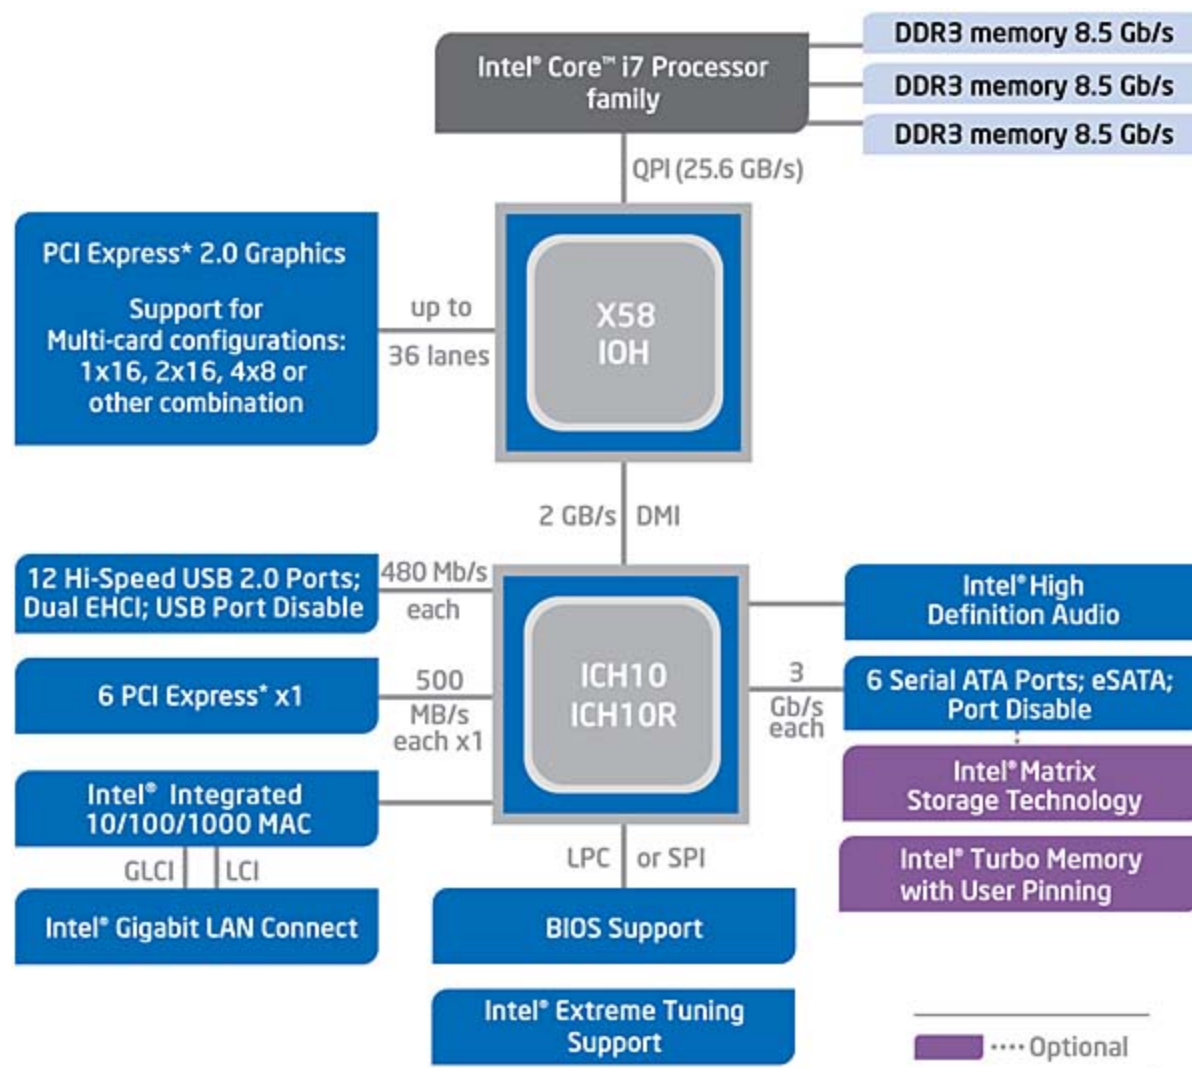 Intel® Core™ i7 Processor
family
DDR3 memory 8.5 Gb/s
DDR3 memory 8.5 Gb/s
DDR3 memory 8.5 Gb/s
QPI (25.6 GB/s)
PCI Express* 2.0 Graphics
Support for
Multi-card configurations:
1x16, 2x16, 4x8 or
other combination
up to
36 lanes
X58
IOH
2 GB/s DMI
12 Hi-Speed USB 2.0 Ports;
Dual EHCI; USB Port Disable
480 Mb/s
each
6 PCI Express* x1
500
MB/s
each x1
Intel® Integrated
10/100/1000 MAC
GLCI LCI
Intel® Gigabit LAN Connect
ICH10
ICH10R
Intel® High
Definition Audio
3
Gb/s
each
6 Serial ATA Ports; eSATA;
Port Disable
Intel® Matrix
Storage Technology
Intel® Turbo Memory
with User Pinning
LPC or SPI
BIOS Support
Intel® Extreme Tuning
Support
Optional